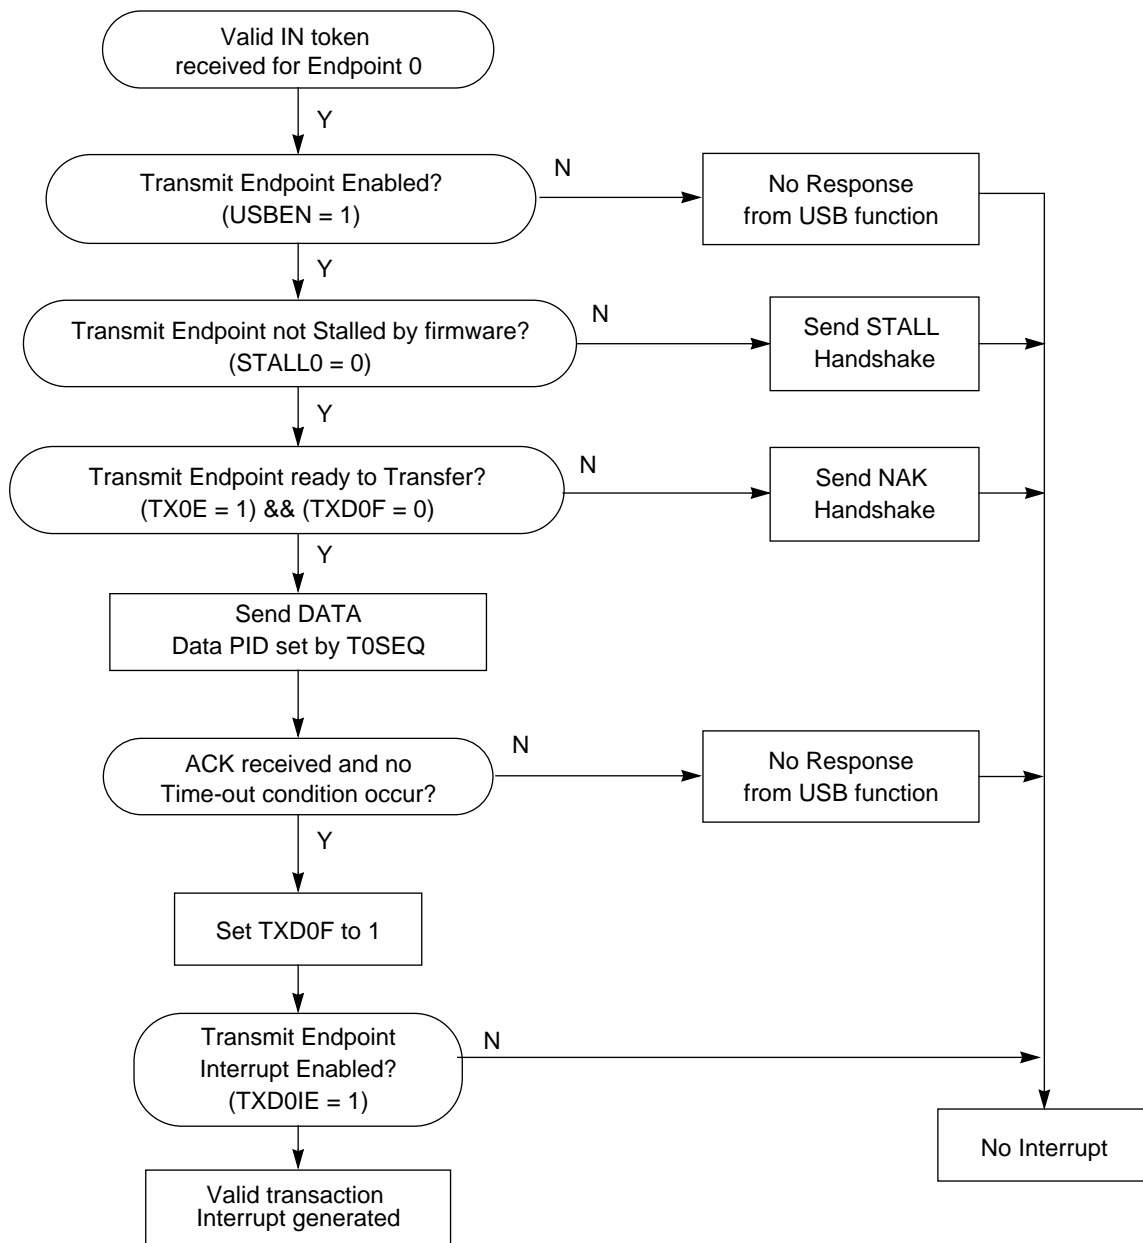 Valid IN token
received for Endpoint 0
Y
Transmit Endpoint Enabled?
(USBEN = 1)
N
No Response
from USB function
Y
Transmit Endpoint not Stalled by firmware?
(STALL0 = 0)
N
Send STALL
Handshake
Y
Transmit Endpoint ready to Transfer?
(TX0E = 1) && (TXD0F = 0)
N
Send NAK
Handshake
Y
Send DATA
Data PID set by T0SEQ
ACK received and no
Time-out condition occur?
N
No Response
from USB function
Y
Set TXD0F to 1
Transmit Endpoint
Interrupt Enabled?
(TXD0IE = 1)
N
No Interrupt
Valid transaction
Interrupt generated